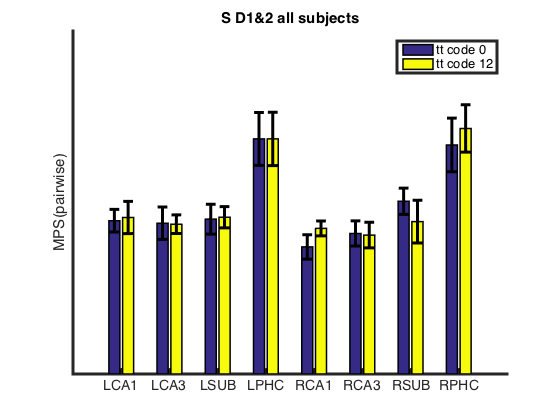 S D1&2 all subjects
tt code 0
tt code 12
MPS(pairwise)
LCA1 LCA3 LSUB LPHC RCA1 RCA3 RSUB RPHC